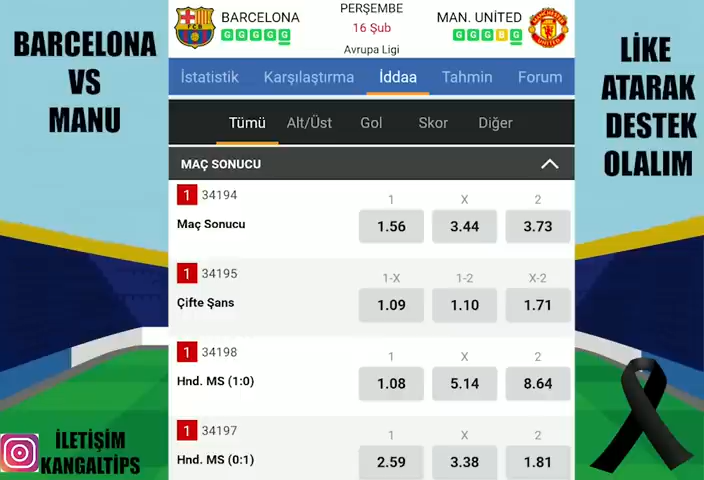 BARCELONA
VS
MANU
BARCELONA
G G G G G
PERŞEMBE
16 Şub
Avrupa Ligi
MAN. UNİTED
G G G B G
İstatistik Karşılaştırma İddaa Tahmin Forum
Tümü Alt/Üst Gol Skor Diğer
MAÇ SONUCU
1 34194
1 X 2
Maç Sonucu 1.56 3.44 3.73
1 34195
1-X 1-2 X-2
Çifte Şans 1.09 1.10 1.71
1 34198
1 X 2
Hnd. MS (1:0) 1.08 5.14 8.64
1 34197
1 X 2
Hnd. MS (0:1) 2.59 3.38 1.81
LİKE
ATARAK
DESTEK
OLALIM
İLETİŞİM
KANGALTİPS